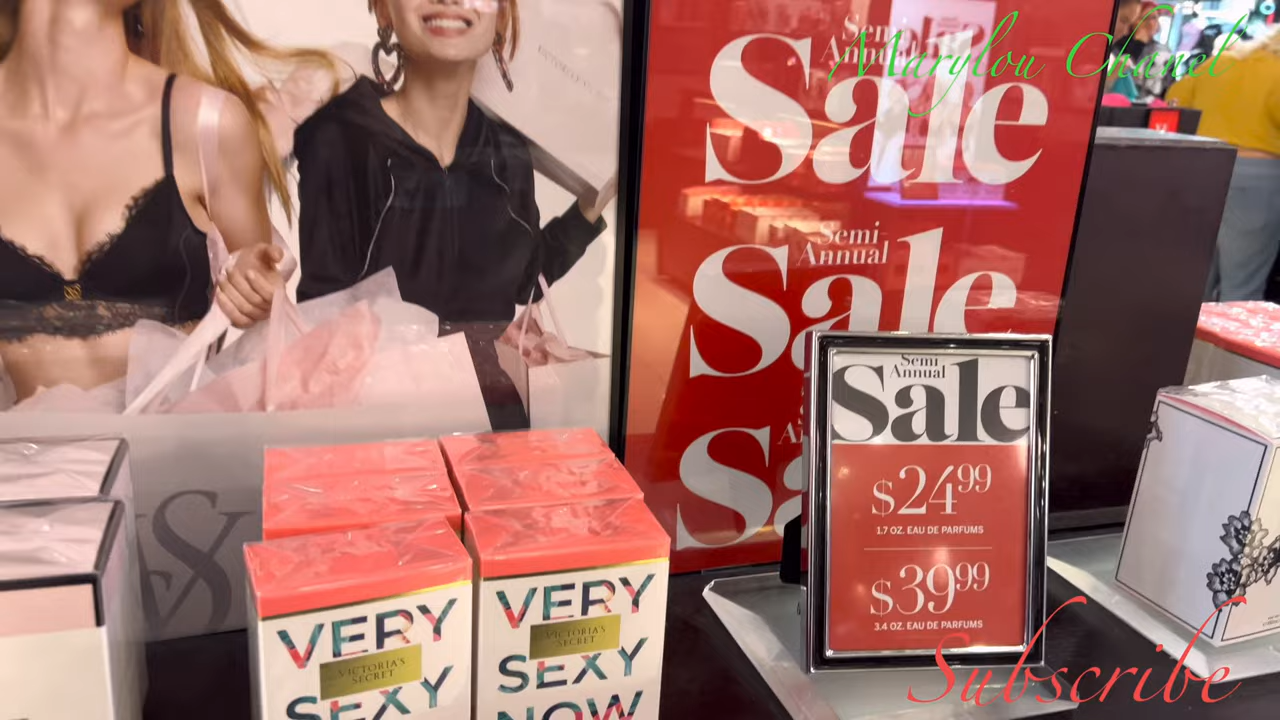 Marylou Chanel
Semi
Annual
Sale
Semi-
Annual
Sale
Semi
Annual
Sale
$24.99
1.7 OZ. EAU DE PARFUMS
$39.99
3.4 OZ. EAU DE PARFUMS
VERY
VICTORIA'S
SECRET
SEXY
VERY
VICTORIA'S
SECRET
SEXY
NOW
VS
Subscribe